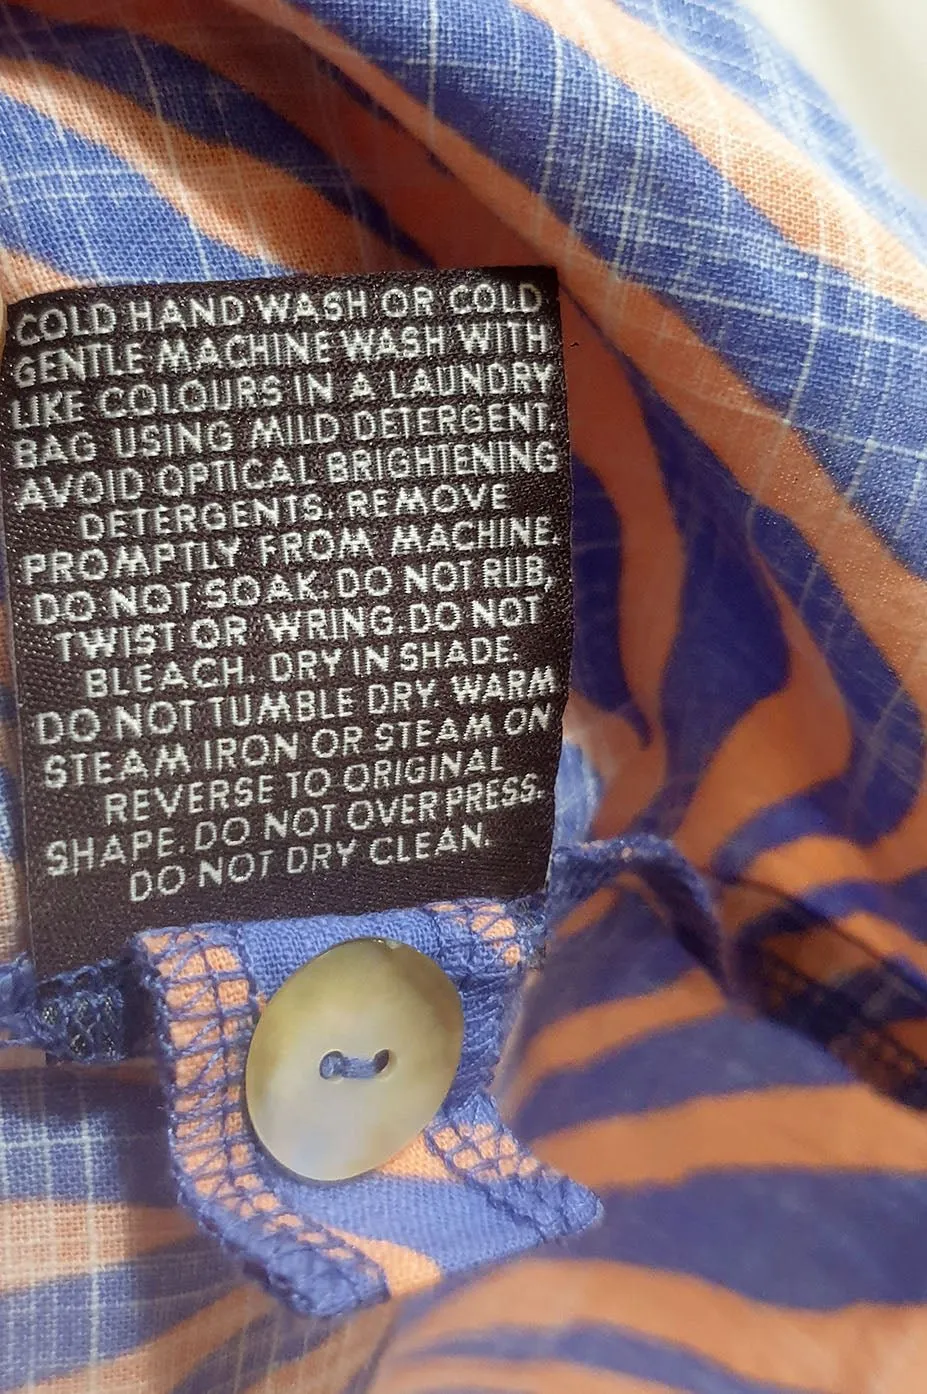 COLD HAND WASH OR COLD
GENTLE MACHINE WASH WITH
LIKE COLOURS IN A LAUNDRY
BAG USING MILD DETERGENT.
AVOID OPTICAL BRIGHTENING
DETERGENTS. REMOVE
PROMPTLY FROM MACHINE.
DO NOT SOAK. DO NOT RUB,
TWIST OR WRING. DO NOT
BLEACH. DRY IN SHADE.
DO NOT TUMBLE DRY. WARM
STEAM IRON OR STEAM ON
REVERSE TO ORIGINAL
SHAPE. DO NOT OVER PRESS.
DO NOT DRY CLEAN.